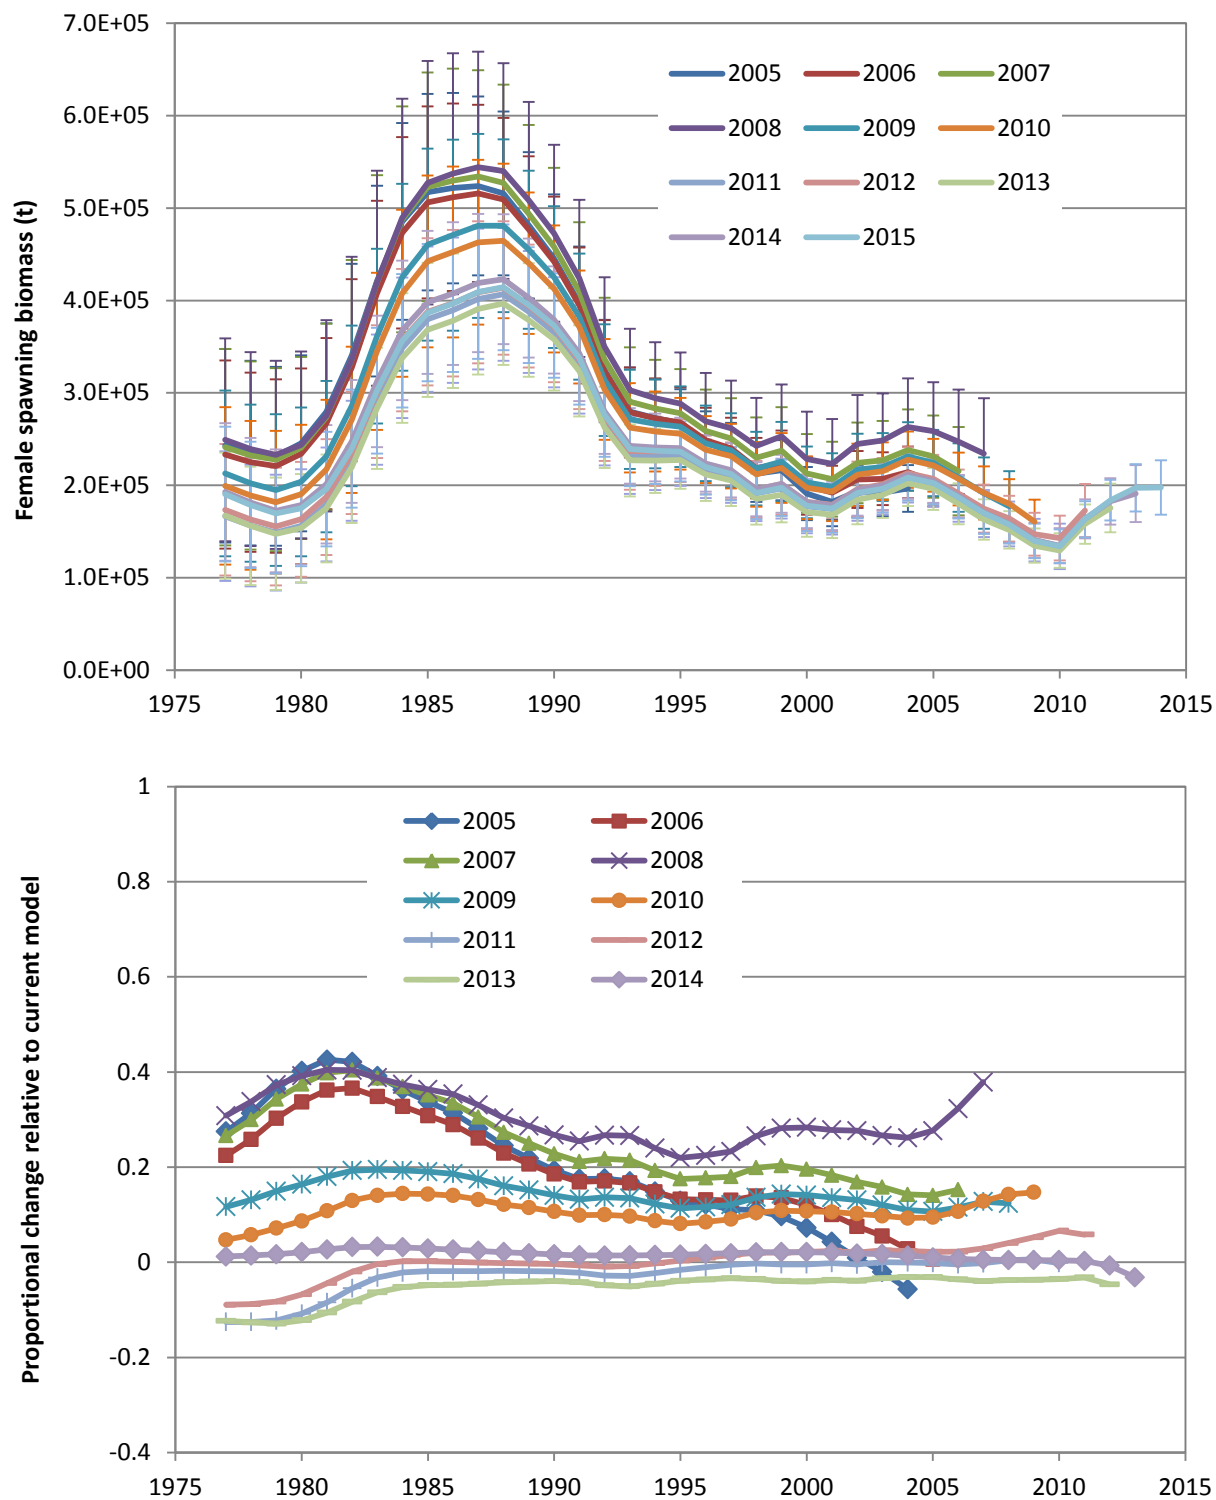 Female spawning biomass (t)
7.0E+05
6.0E+05
5.0E+05
4.0E+05
3.0E+05
2.0E+05
1.0E+05
0.0E+00
2005 2006 2007
2008 2009 2010
2011 2012 2013
2014 2015
1975 1980 1985 1990 1995 2000 2005 2010 2015
Proportional change relative to current model
1
0.8
0.6
0.4
0.2
0
-0.2
-0.4
2005 2006
2007 2008
2009 2010
2011 2012
2013 2014
1975 1980 1985 1990 1995 2000 2005 2010 2015